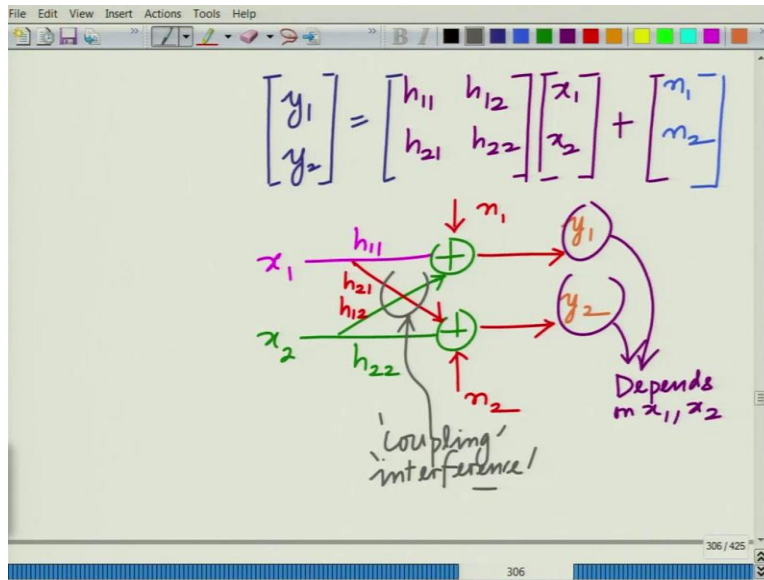 File Edit View Insert Actions Tools Help
B I
[y₁ y₂] = [h₁₁ h₁₂ h₂₁ h₂₂] [x₁ x₂] + [n₁ n₂]
n₁
x₁ h₁₁ + y₁
h₂₁
h₁₂
x₂ + y₂
h₂₂
n₂
Depends
on x₁, x₂
'coupling'
'interference'
306 / 425
306